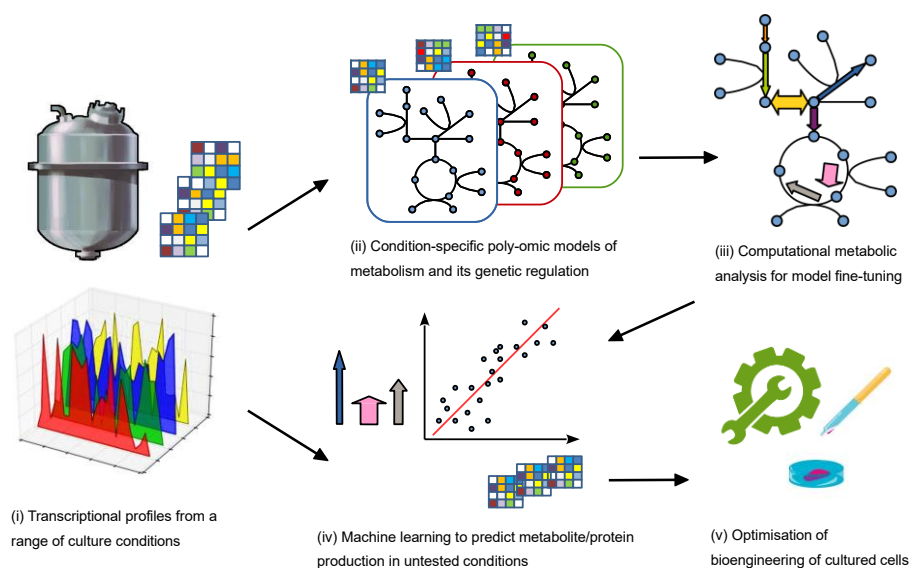 (ii) Condition-specific poly-omic models of
metabolism and its genetic regulation
(iii) Computational metabolic
analysis for model fine-tuning
(i) Transcriptional profiles from a
range of culture conditions
(iv) Machine learning to predict metabolite/protein
production in untested conditions
(v) Optimisation of
bioengineering of cultured cells